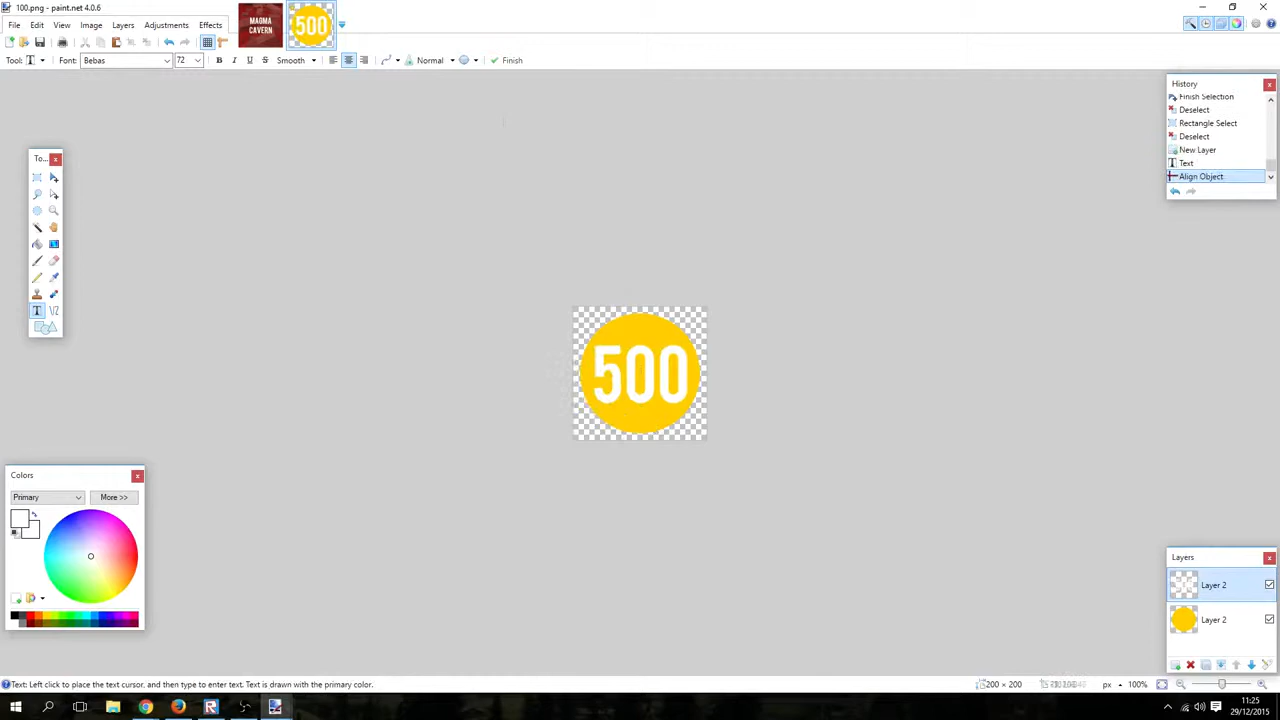 100.png - paint.net 4.0.6
File Edit View Image Layers Adjustments Effects
MAGMA
CAVERN
500
Tool: T Font: Bebas 72 B I U S Smooth Normal Finish
History
Finish Selection
Deselect
Rectangle Select
Deselect
New Layer
Text
Align Object
To...
500
Colors
Primary More >>
Layers
Layer 2
Layer 2
Text: Left click to place the text cursor, and then type to enter text. Text is drawn with the primary color.
200 × 200 px 100%
11:25
29/12/2015